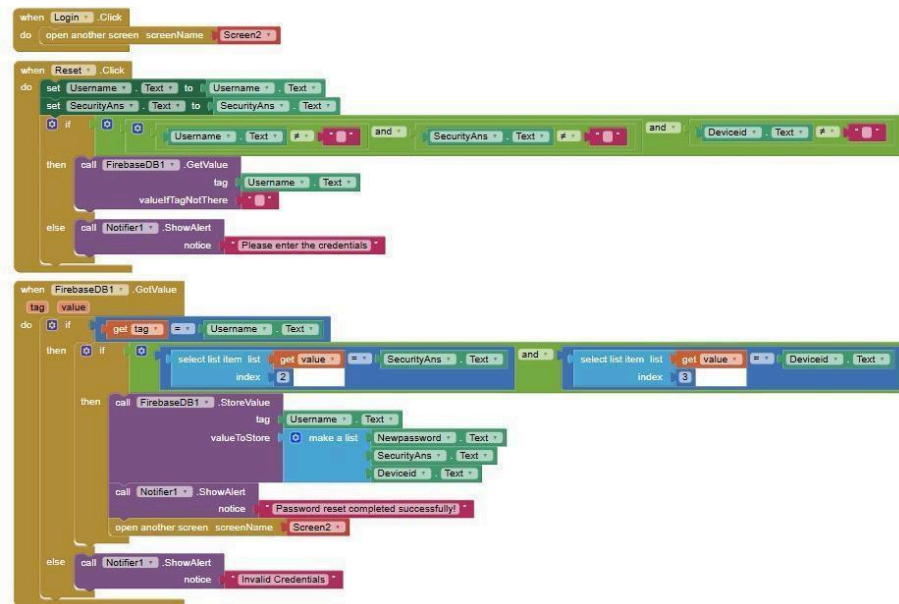 when Login .Click
do open another screen screenName Screen2
when Reset .Click
do set Username . Text to Username . Text
set SecurityAns . Text to SecurityAns . Text
if Username . Text ≠ " " and SecurityAns . Text ≠ " " and Deviceid . Text ≠ " "
then call FirebaseDB1 .GetValue
tag Username . Text
valueIfTagNotThere " "
else call Notifier1 .ShowAlert
notice " Please enter the credentials "
when FirebaseDB1 .GotValue
tag value
do if get tag = Username . Text
then if select list item list get value = SecurityAns . Text and select list item list get value = Deviceid . Text
index 2 index 3
then call FirebaseDB1 .StoreValue
tag Username . Text
valueToStore make a list Newpassword . Text
SecurityAns . Text
Deviceid . Text
call Notifier1 .ShowAlert
notice " Password reset completed successfully! "
open another screen screenName Screen2
else call Notifier1 .ShowAlert
notice " Invalid Credentials "